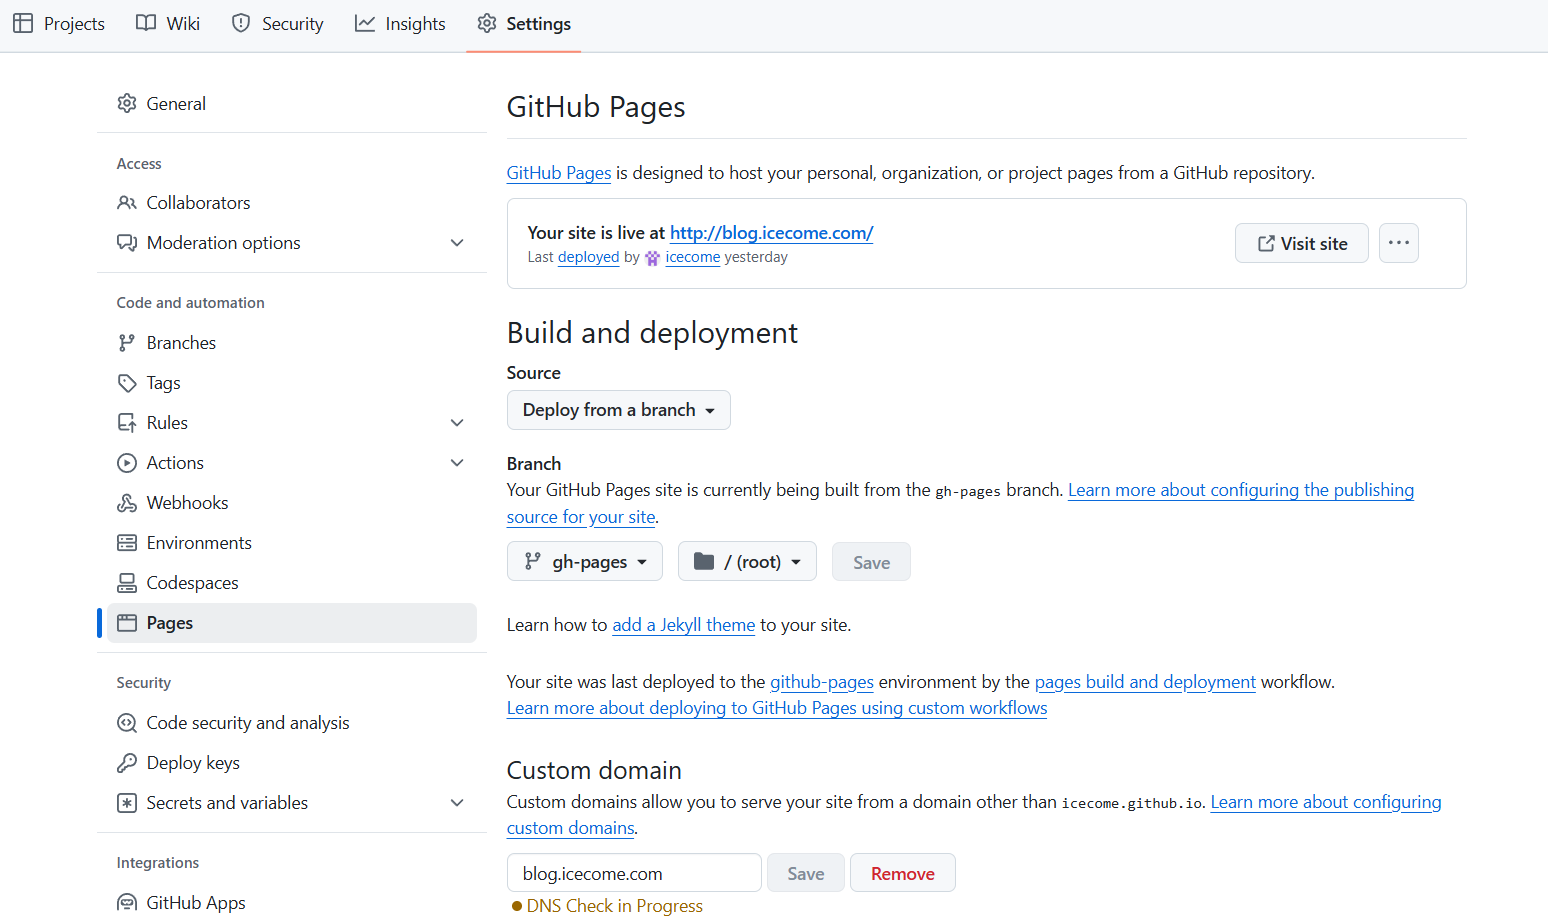 Projects Wiki Security Insights Settings
General
Access
Collaborators
Moderation options
Code and automation
Branches
Tags
Rules
Actions
Webhooks
Environments
Codespaces
Pages
Security
Code security and analysis
Deploy keys
Secrets and variables
Integrations
GitHub Apps
GitHub Pages
GitHub Pages is designed to host your personal, organization, or project pages from a GitHub repository.
Your site is live at http://blog.icecome.com/
Last deployed by icecome yesterday
Visit site
Build and deployment
Source
Deploy from a branch
Branch
Your GitHub Pages site is currently being built from the gh-pages branch. Learn more about configuring the publishing
source for your site.
gh-pages / (root) Save
Learn how to add a Jekyll theme to your site.
Your site was last deployed to the github-pages environment by the pages build and deployment workflow.
Learn more about deploying to GitHub Pages using custom workflows
Custom domain
Custom domains allow you to serve your site from a domain other than icecome.github.io. Learn more about configuring
custom domains.
blog.icecome.com Save Remove
DNS Check in Progress